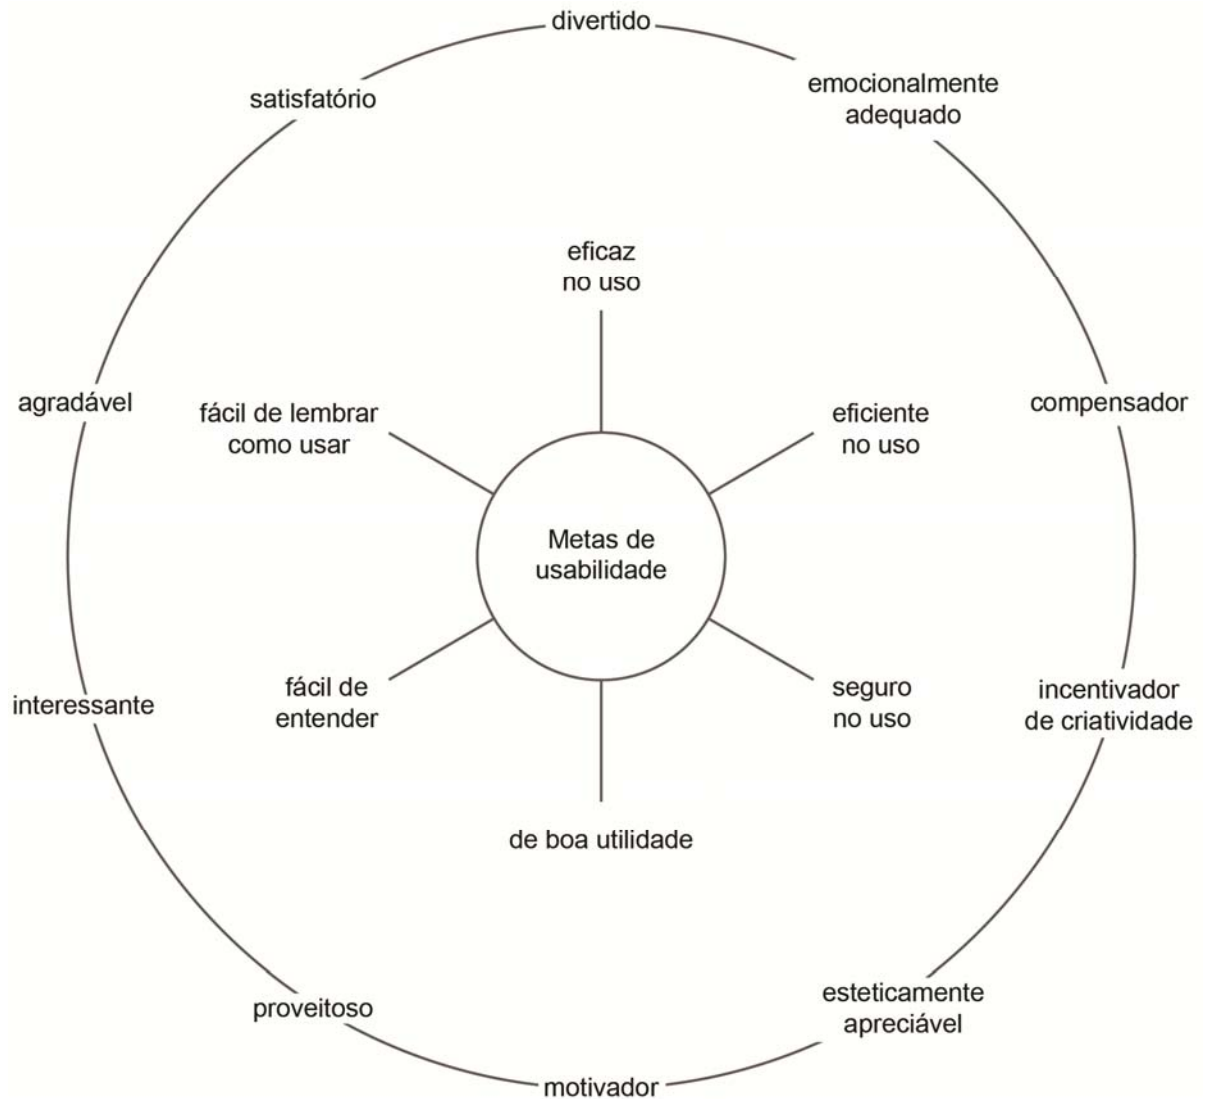 divertido
satisfatório
emocionalmente
adequado
eficaz
no uso
agradável
fácil de lembrar
como usar
eficiente
no uso
compensador
Metas de
usabilidade
interessante
fácil de
entender
seguro
no uso
incentivador
de criatividade
de boa utilidade
proveitoso
esteticamente
apreciável
motivador